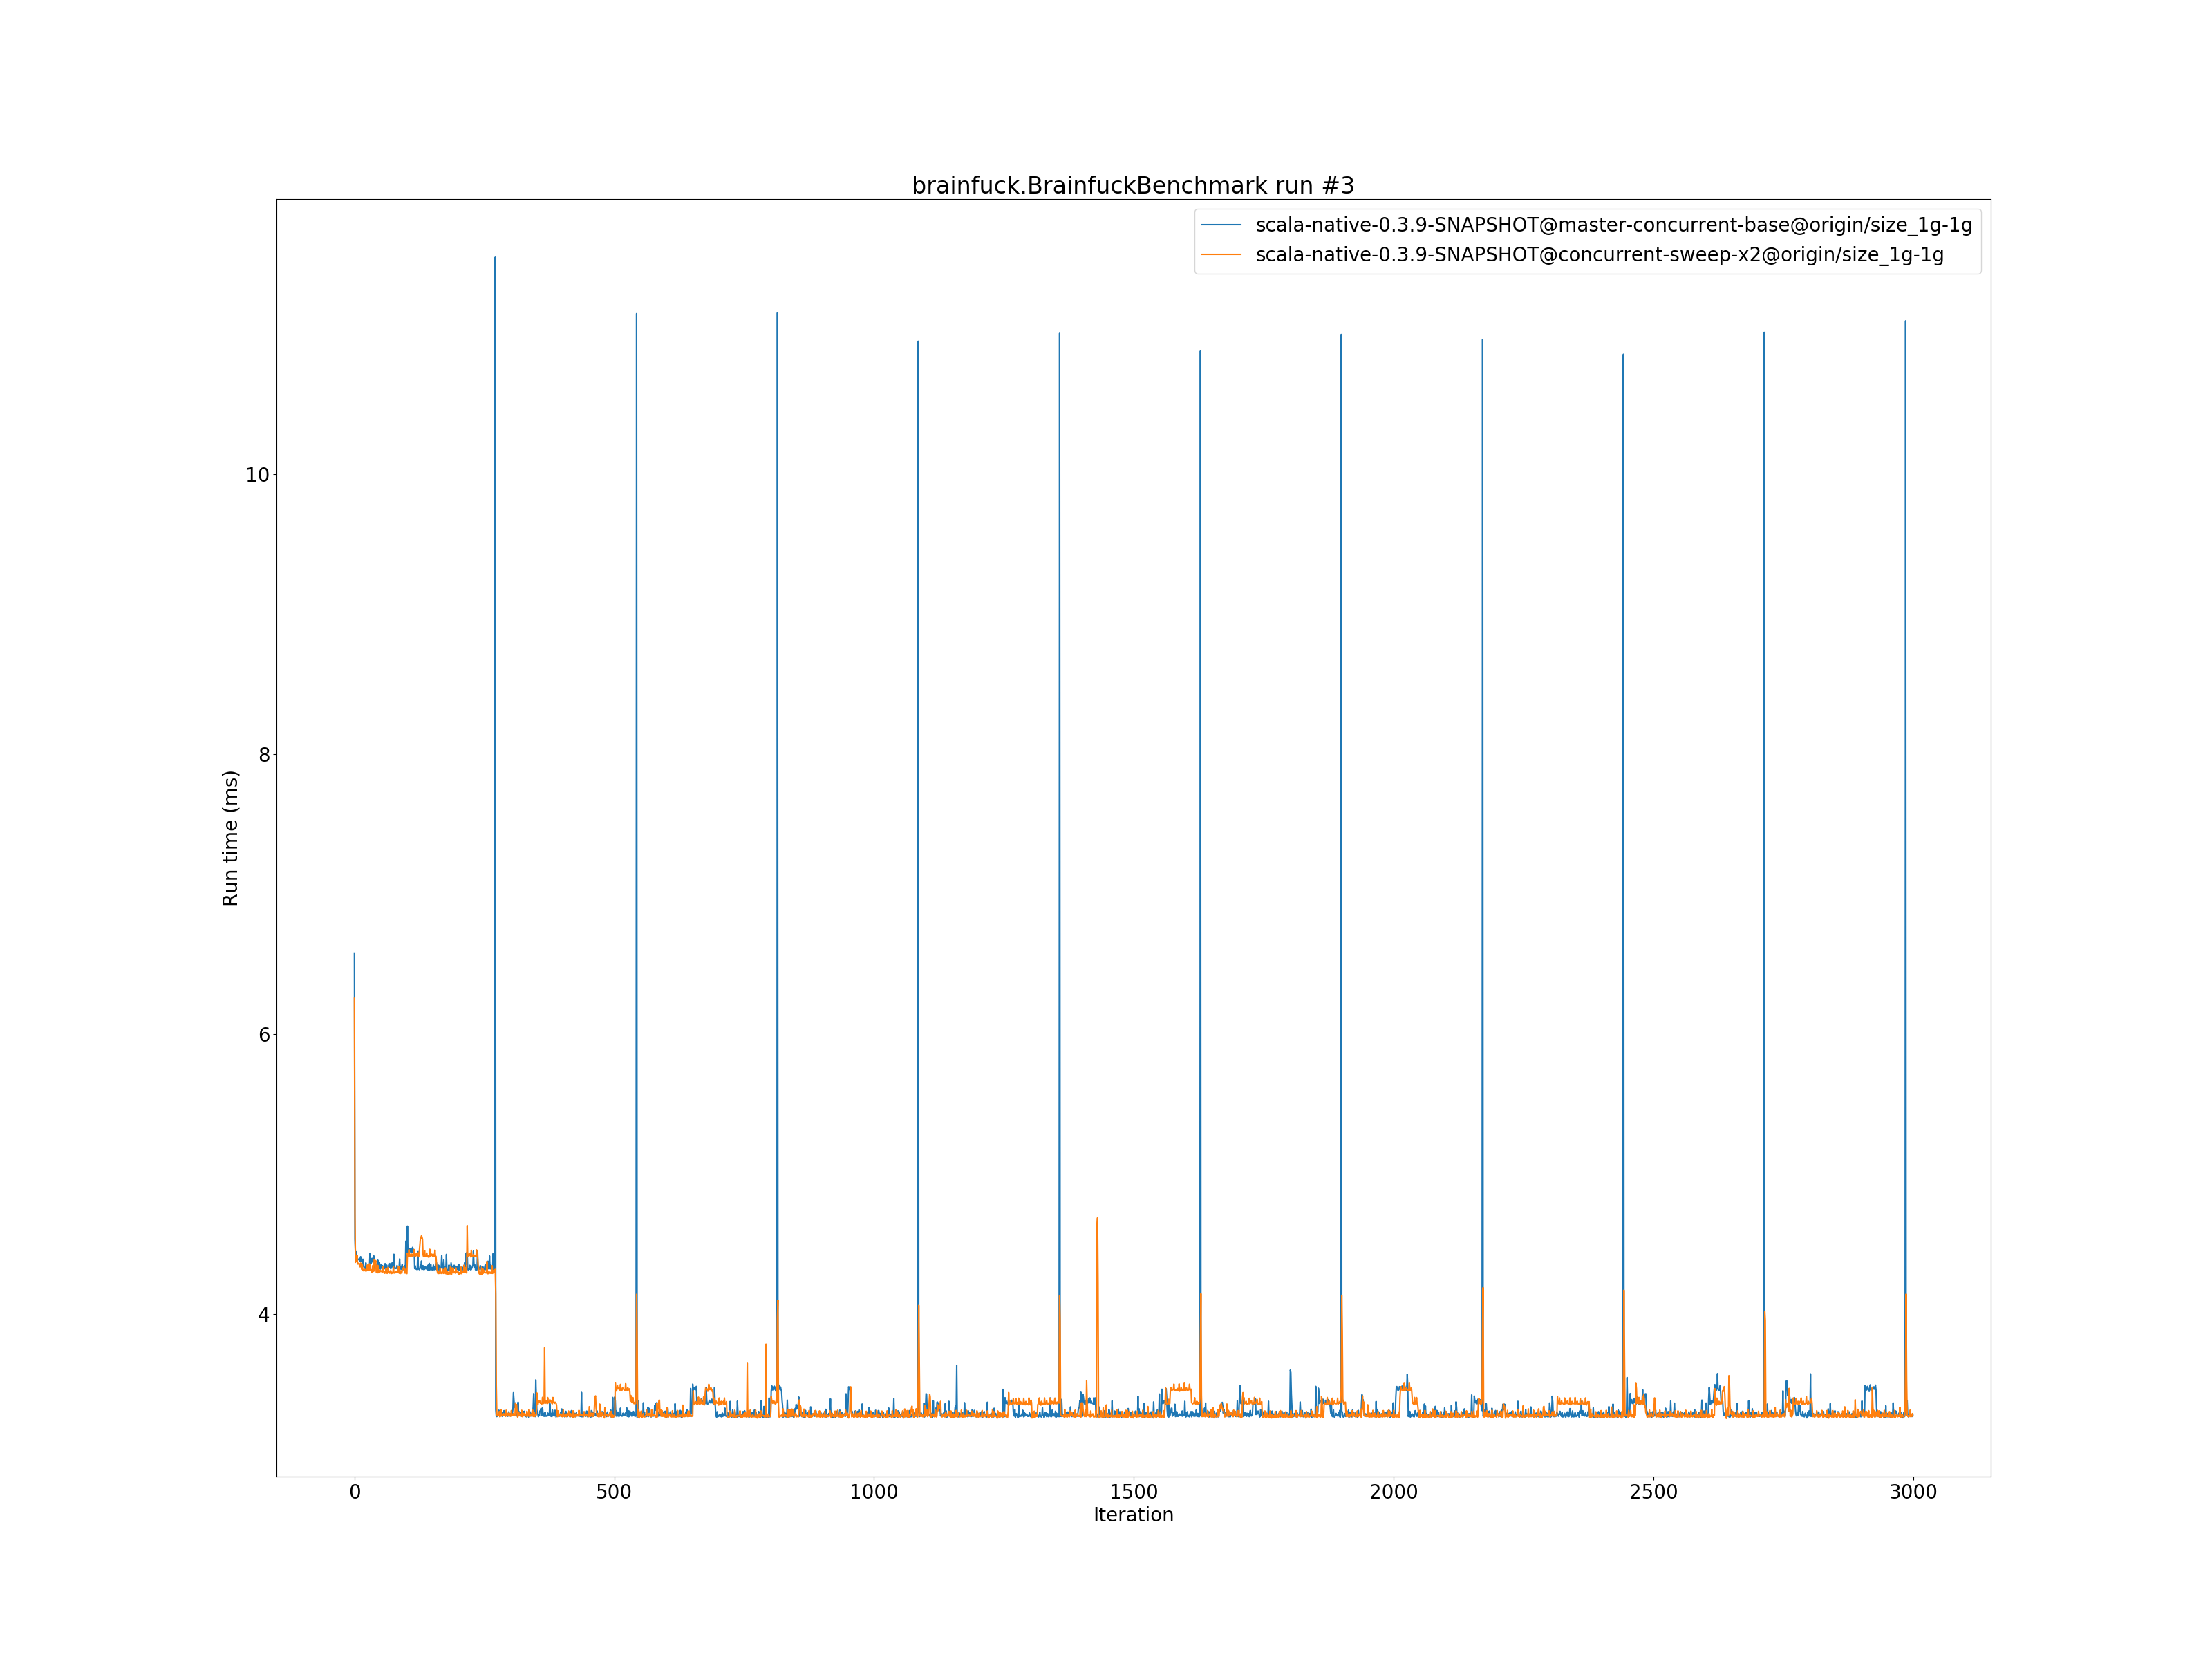 brainfuck.BrainfuckBenchmark run #3
scala-native-0.3.9-SNAPSHOT@master-concurrent-base@origin/size_1g-1g
scala-native-0.3.9-SNAPSHOT@concurrent-sweep-x2@origin/size_1g-1g
10
8
6
4
Run time (ms)
0 500 1000 1500 2000 2500 3000
Iteration